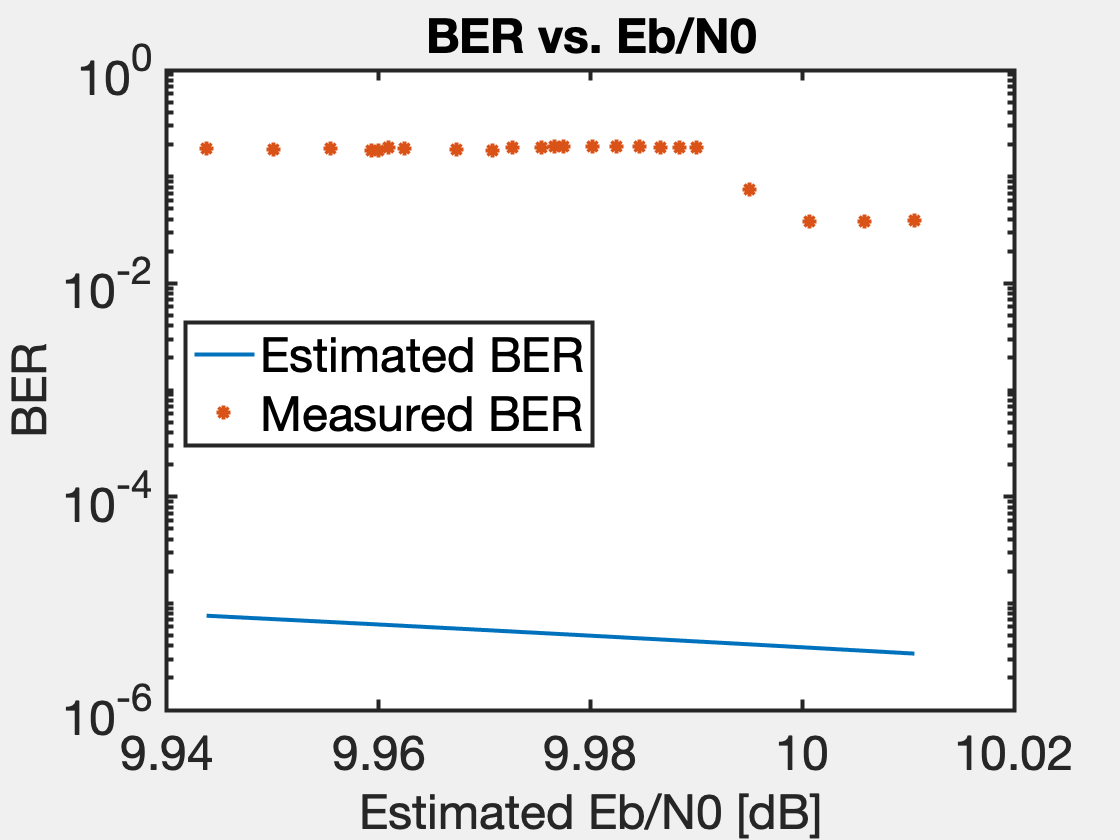 BER vs. Eb/N0
10^0
10^-2
10^-4
10^-6
BER
Estimated BER
Measured BER
9.94 9.96 9.98 10 10.02
Estimated Eb/N0 [dB]